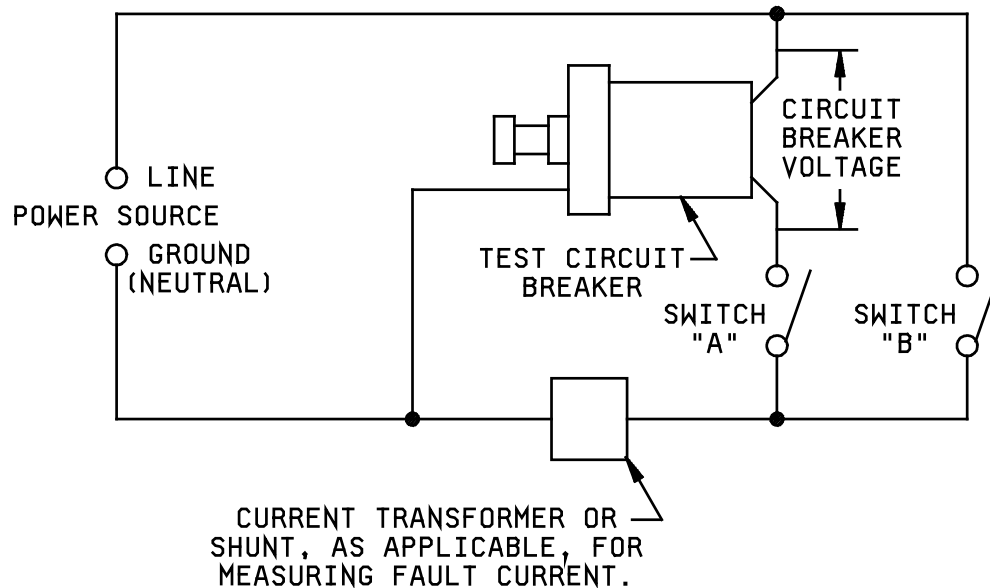 CIRCUIT
BREAKER
VOLTAGE
LINE
POWER SOURCE
GROUND
(NEUTRAL)
TEST CIRCUIT
BREAKER
SWITCH
"A"
SWITCH
"B"
CURRENT TRANSFORMER OR
SHUNT, AS APPLICABLE, FOR
MEASURING FAULT CURRENT.